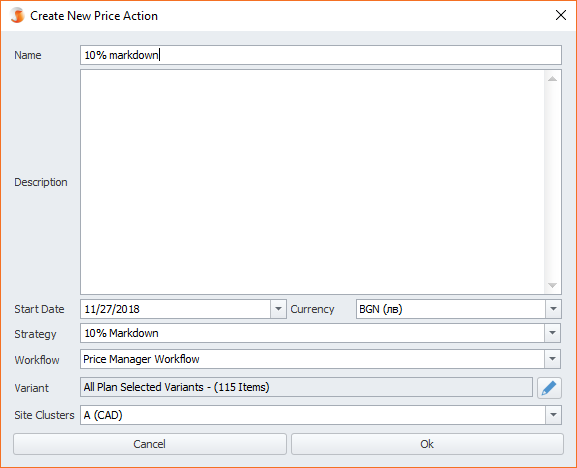 Create New Price Action
Name 10% markdown
Description
Start Date 11/27/2018 Currency BGN (лв)
Strategy 10% Markdown
Workflow Price Manager Workflow
Variant All Plan Selected Variants - (115 Items)
Site Clusters A (CAD)
Cancel Ok